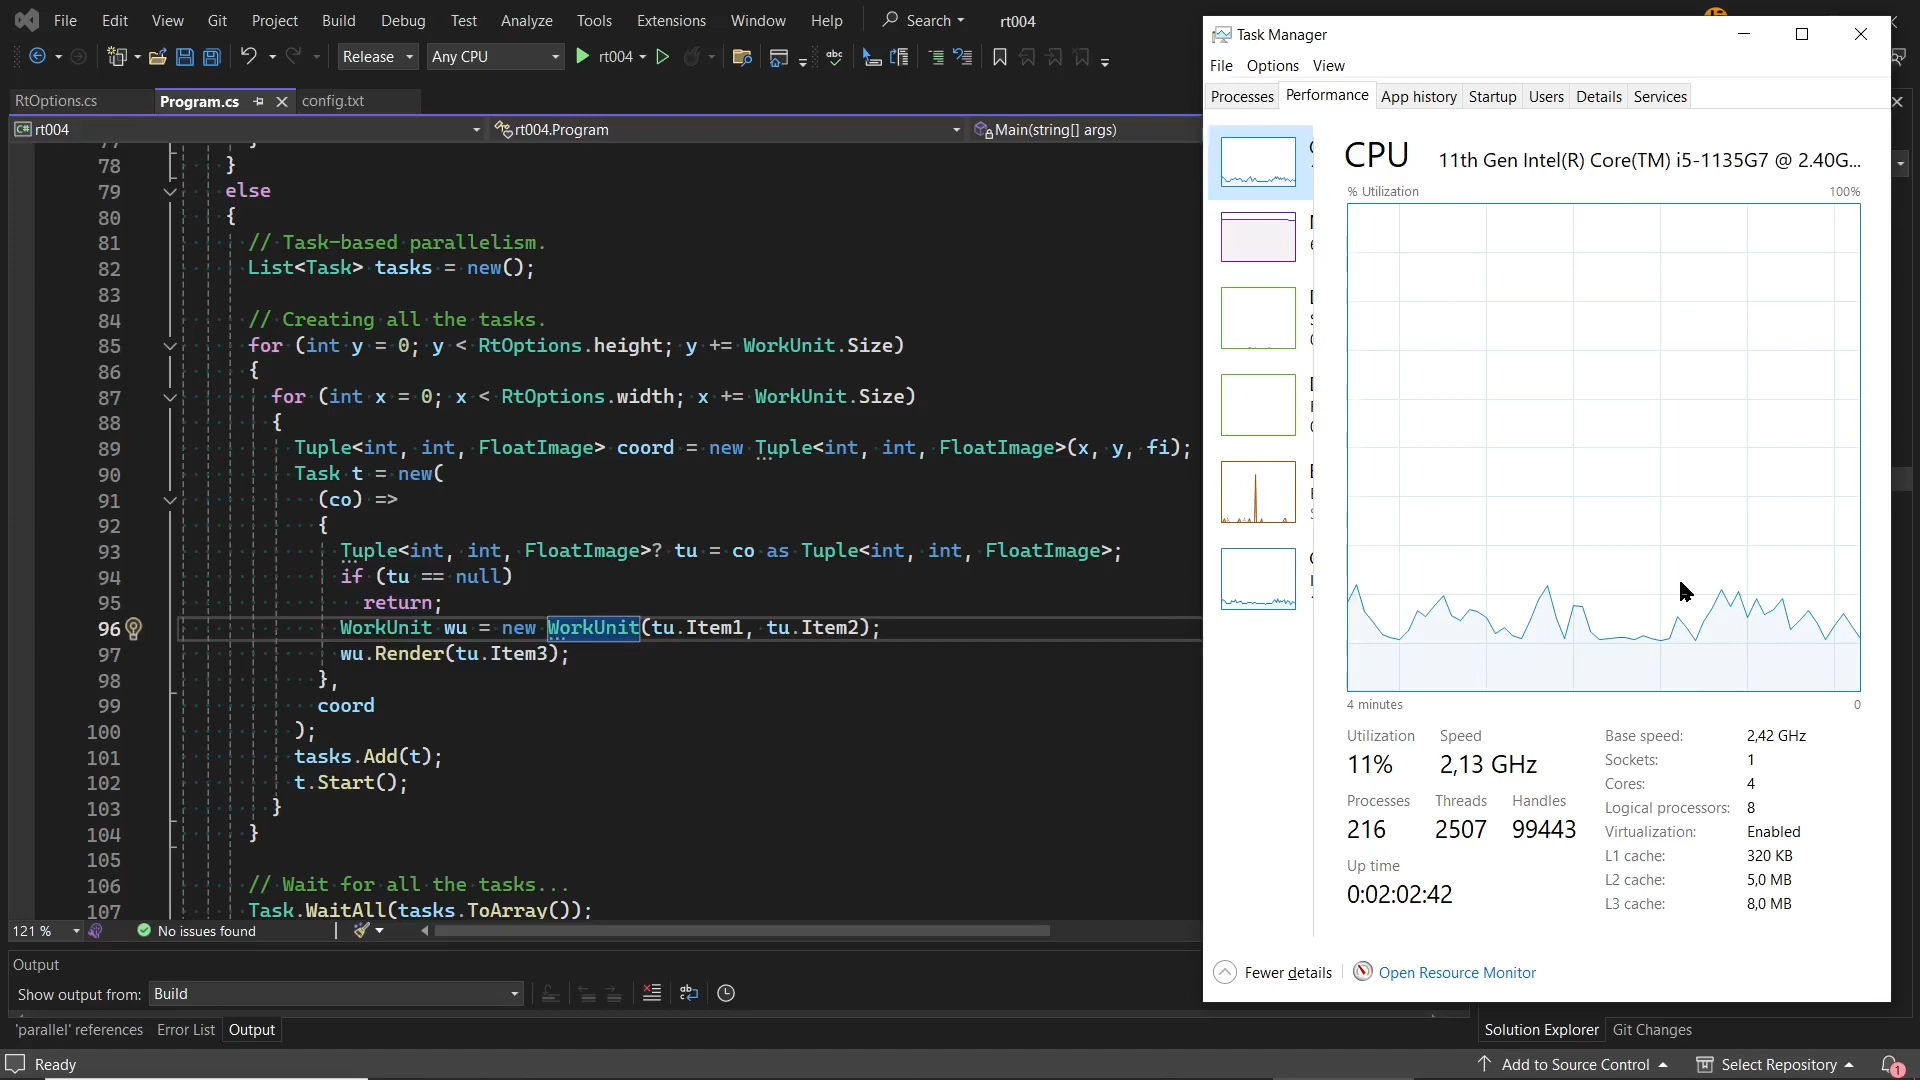 File Edit View Git Project Build Debug Test Analyze Tools Extensions Window Help Search rt004
Release Any CPU rt004
RtOptions.cs Program.cs config.txt
C# rt004 rt004.Program Main(string[] args)
78 }
79 else
80 {
81 // Task-based parallelism.
82 List<Task> tasks = new();
83
84 // Creating all the tasks.
85 for (int y = 0; y < RtOptions.height; y += WorkUnit.Size)
86 {
87 for (int x = 0; x < RtOptions.width; x += WorkUnit.Size)
88 {
89 Tuple<int, int, FloatImage> coord = new Tuple<int, int, FloatImage>(x, y, fi);
90 Task t = new(
91 (co) =>
92 {
93 Tuple<int, int, FloatImage>? tu = co as Tuple<int, int, FloatImage>;
94 if (tu == null)
95 return;
96 WorkUnit wu = new WorkUnit(tu.Item1, tu.Item2);
97 wu.Render(tu.Item3);
98 },
99 coord
100 );
101 tasks.Add(t);
102 t.Start();
103 }
104 }
105
106 // Wait for all the tasks...
107 Task.WaitAll(tasks.ToArray());
121 % No issues found
Output
Show output from: Build
'parallel' references Error List Output
Ready
Task Manager
File Options View
Processes Performance App history Startup Users Details Services
CPU 11th Gen Intel(R) Core(TM) i5-1135G7 @ 2.40G...
% Utilization 100%
4 minutes 0
Utilization Speed
11% 2,13 GHz
Processes Threads Handles
216 2507 99443
Up time
0:02:02:42
Base speed: 2,42 GHz
Sockets: 1
Cores: 4
Logical processors: 8
Virtualization: Enabled
L1 cache: 320 KB
L2 cache: 5,0 MB
L3 cache: 8,0 MB
Fewer details Open Resource Monitor
Solution Explorer Git Changes
Add to Source Control Select Repository 1